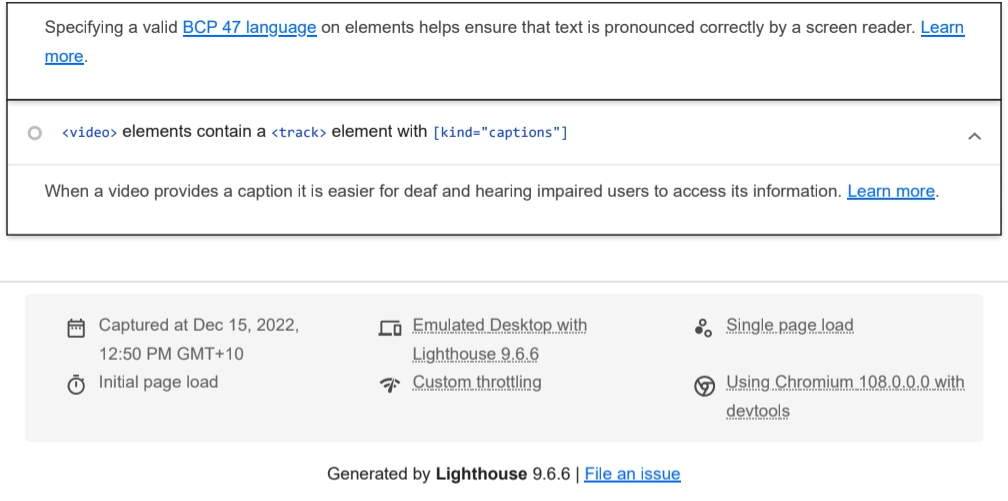 Specifying a valid BCP 47 language on elements helps ensure that text is pronounced correctly by a screen reader. Learn
more.
<video> elements contain a <track> element with [kind="captions"]
When a video provides a caption it is easier for deaf and hearing impaired users to access its information. Learn more.
Captured at Dec 15, 2022,
12:50 PM GMT+10
Initial page load
Emulated Desktop with
Lighthouse 9.6.6
Custom throttling
Single page load
Using Chromium 108.0.0.0 with
devtools
Generated by Lighthouse 9.6.6 | File an issue